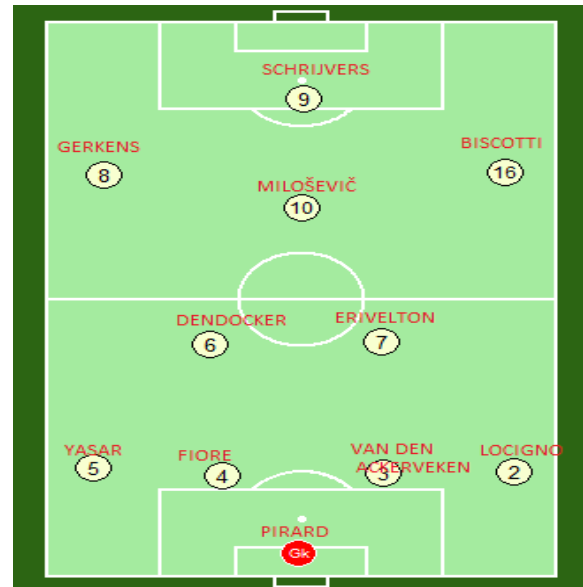 SCHRIJVERS
9
GERKENS
8
BISCOTTI
16
MILOŠEVIČ
10
DENDOCKER
6
ERIVELTON
7
YASAR
5
FIORE
4
VAN DEN
ACKERVEKEN
3
LOCIGNO
2
PIRARD
Gk